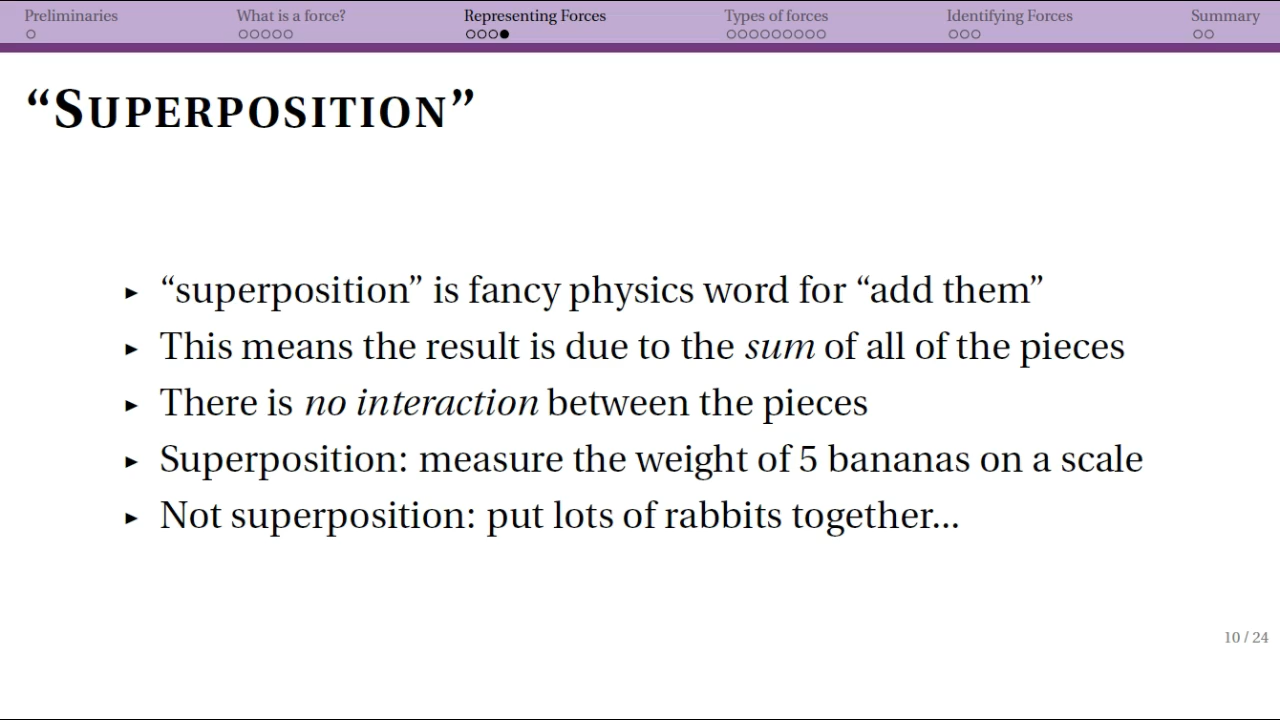 Preliminaries What is a force? Representing Forces Types of forces Identifying Forces Summary
“SUPERPOSITION”
▸ “superposition” is fancy physics word for “add them”
▸ This means the result is due to the sum of all of the pieces
▸ There is no interaction between the pieces
▸ Superposition: measure the weight of 5 bananas on a scale
▸ Not superposition: put lots of rabbits together...
10 / 24